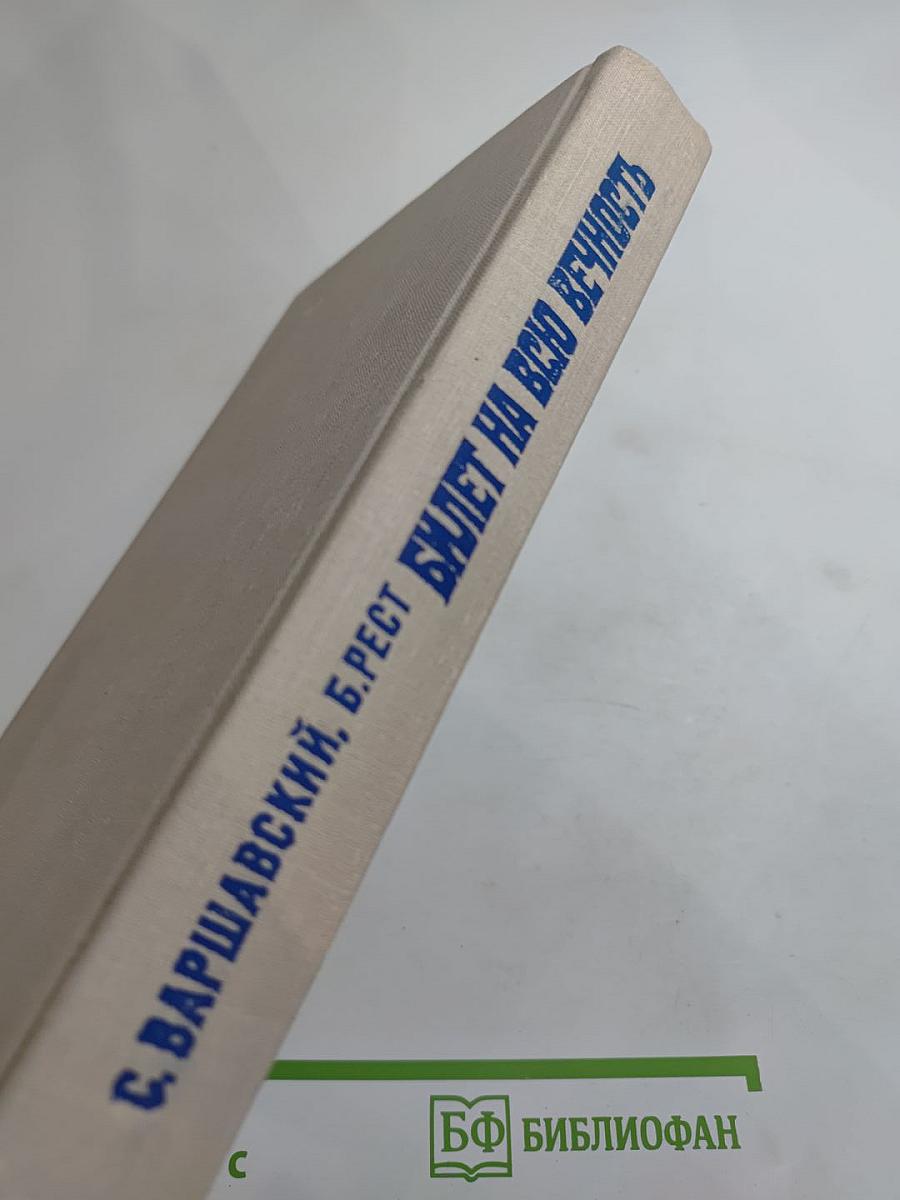 С. ВАРШАВСКИЙ, Б. РЕСТ БИЛЕТ НА ВСЮ ВЕЧНОСТЬ
БФ БИБЛИОФАН
с